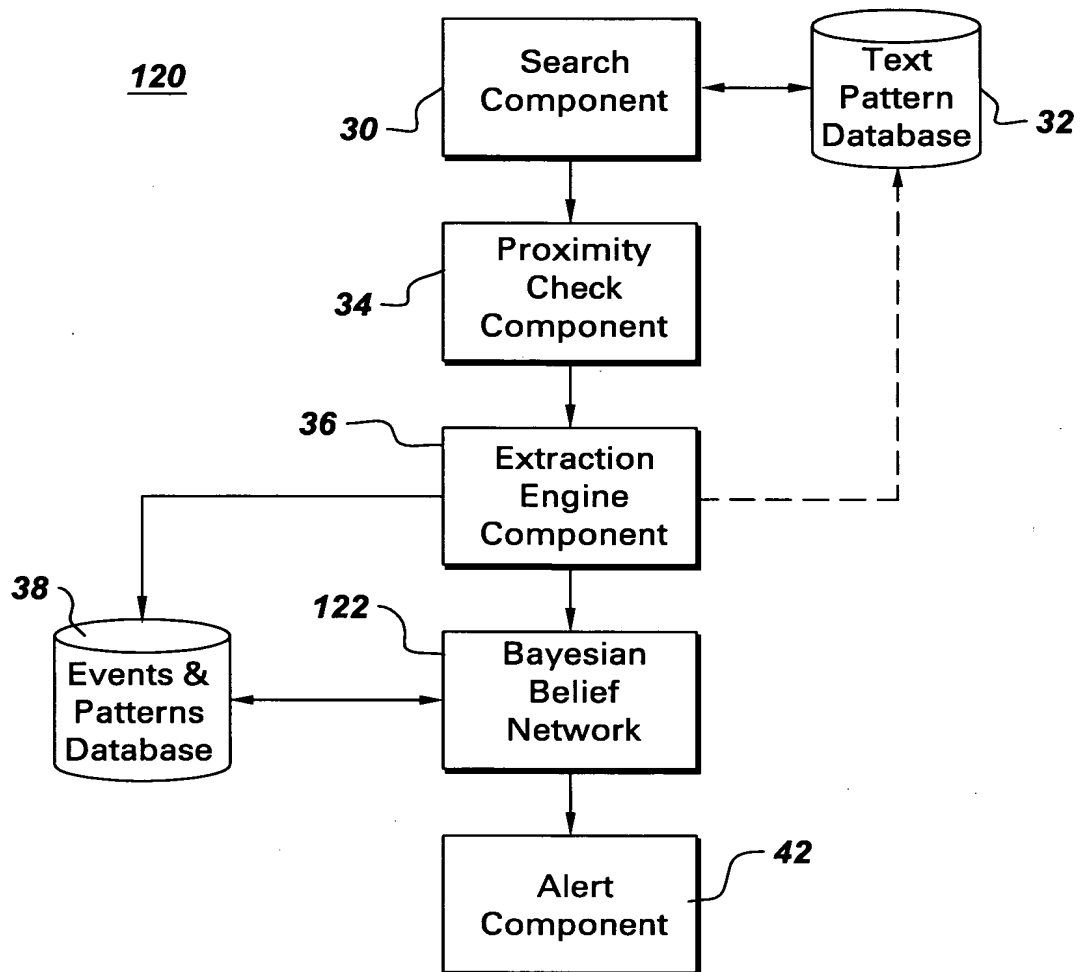 120
Search
Component
30
Text
Pattern
Database
32
Proximity
Check
Component
34
36
Extraction
Engine
Component
38
Events &
Patterns
Database
122
Bayesian
Belief
Network
Alert
Component
42